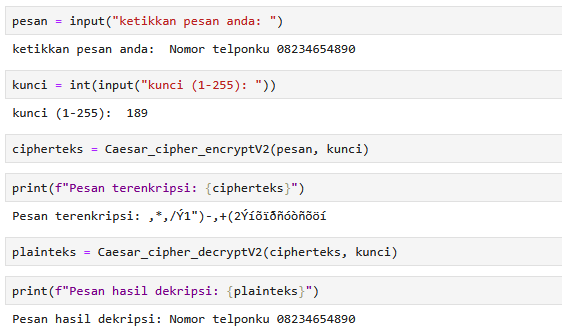 pesan = input("ketikkan pesan anda: ")
ketikkan pesan anda:  Nomor telponku 08234654890
kunci = int(input("kunci (1-255): "))
kunci (1-255):  189
cipherteks = Caesar_cipher_encryptV2(pesan, kunci)
print(f"Pesan terenkripsi: {cipherteks}")
Pesan terenkripsi: ,*,/Ý1")-,+(2Ýíõïðñóòñõöí
plainteks = Caesar_cipher_decryptV2(cipherteks, kunci)
print(f"Pesan hasil dekripsi: {plainteks}")
Pesan hasil dekripsi: Nomor telponku 08234654890